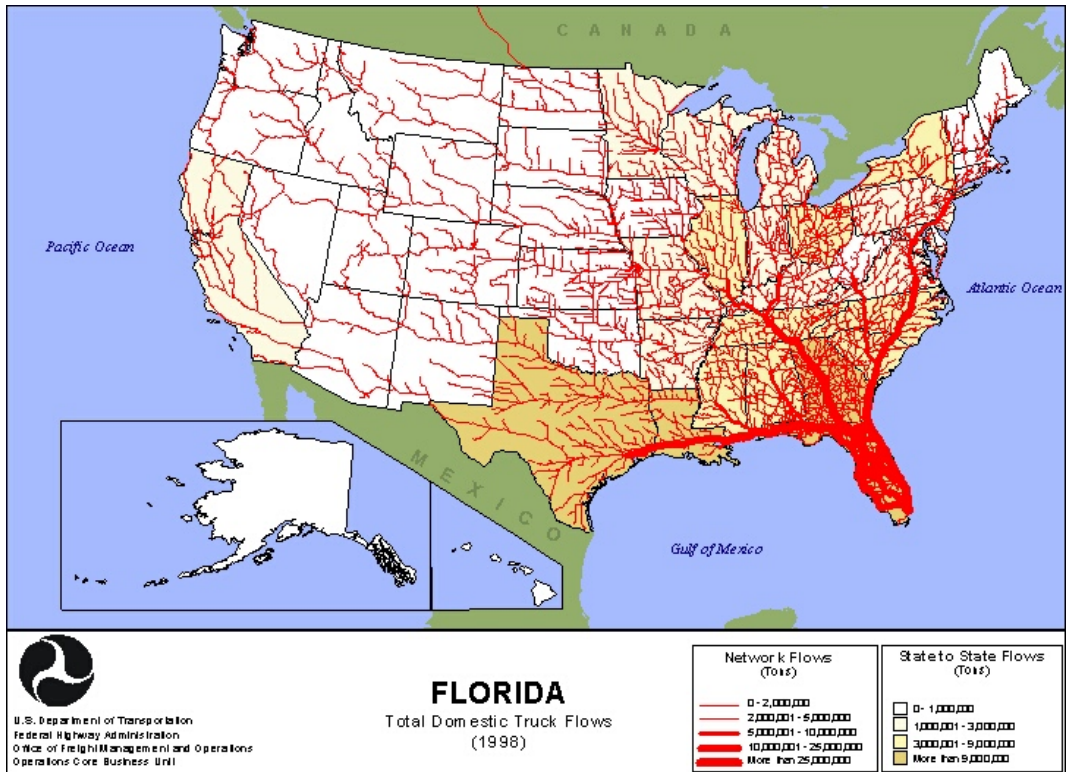 CANADA
Pacific Ocean
Atlantic Ocean
MEXICO
Gulf of Mexico
U.S. Department of Transportation
Federal Highway Administration
Office of Freight Management and Operations
Operations Core Business Unit
FLORIDA
Total Domestic Truck Flows
(1998)
Network Flows
(Tons)
0 - 2,000,000
2,000,001 - 5,000,000
5,000,001 - 10,000,000
10,000,001 - 25,000,000
More than 25,000,000
State to State Flows
(Tons)
0 - 1,000,000
1,000,001 - 3,000,000
3,000,001 - 9,000,000
More than 9,000,000